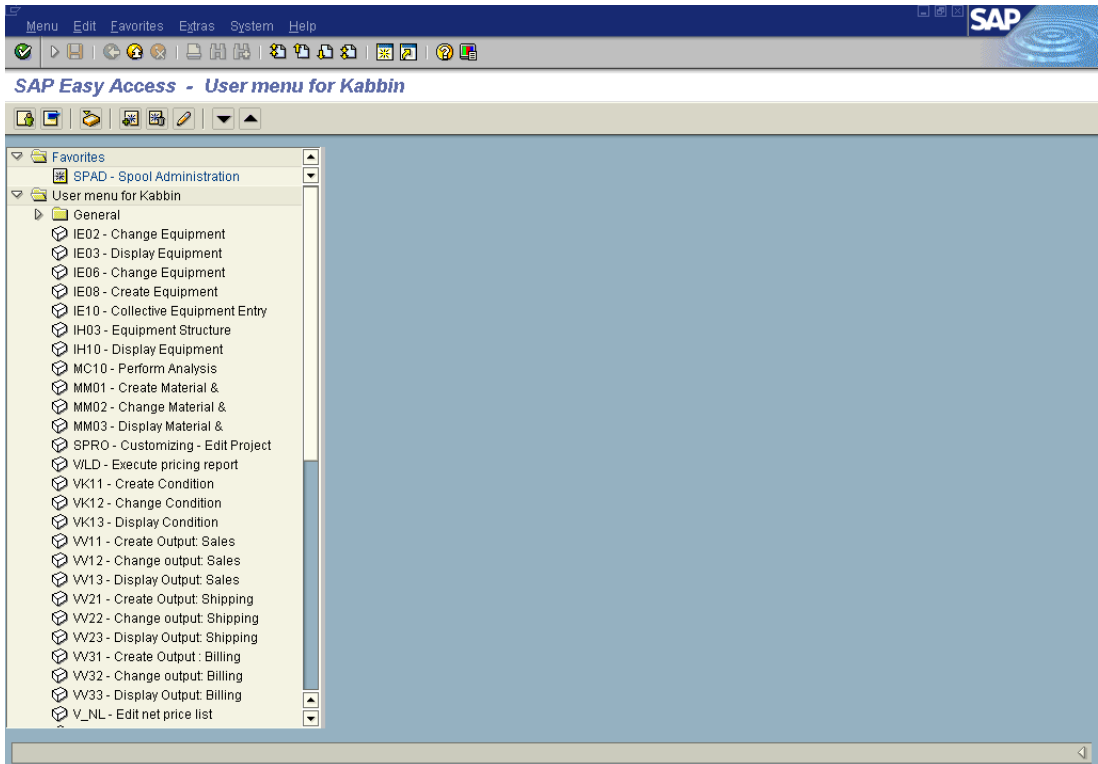 Menu Edit Favorites Extras System Help
SAP
SAP Easy Access - User menu for Kabbin
Favorites
SPAD - Spool Administration
User menu for Kabbin
General
IE02 - Change Equipment
IE03 - Display Equipment
IE06 - Change Equipment
IE08 - Create Equipment
IE10 - Collective Equipment Entry
IH03 - Equipment Structure
IH10 - Display Equipment
MC10 - Perform Analysis
MM01 - Create Material &
MM02 - Change Material &
MM03 - Display Material &
SPRO - Customizing - Edit Project
V/LD - Execute pricing report
VK11 - Create Condition
VK12 - Change Condition
VK13 - Display Condition
VV11 - Create Output: Sales
VV12 - Change output: Sales
VV13 - Display Output: Sales
VV21 - Create Output: Shipping
VV22 - Change output: Shipping
VV23 - Display Output: Shipping
VV31 - Create Output : Billing
VV32 - Change output: Billing
VV33 - Display Output: Billing
V_NL - Edit net price list